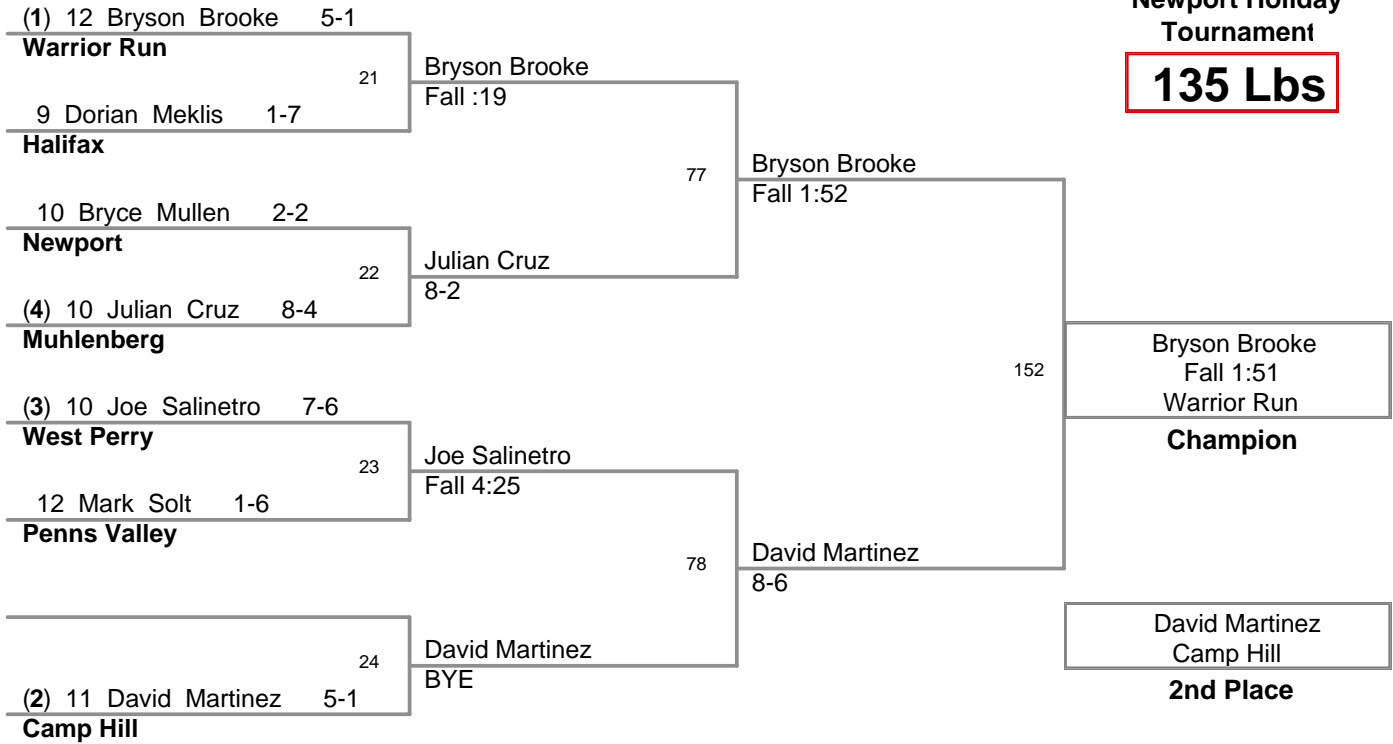 (1) 12 Bryson Brooke 5-1
Warrior Run
21
9 Dorian Meklis 1-7
Halifax
10 Bryce Mullen 2-2
Newport
22
(4) 10 Julian Cruz 8-4
Muhlenberg
(3) 10 Joe Salinetro 7-6
West Perry
23
12 Mark Solt 1-6
Penns Valley
24
(2) 11 David Martinez 5-1
Camp Hill
Bryson Brooke
Fall :19
77
Julian Cruz
8-2
Joe Salinetro
Fall 4:25
78
David Martinez
BYE
Bryson Brooke
Fall 1:52
152
David Martinez
8-6
Newport Holiday
Tournament
135 Lbs
Bryson Brooke
Fall 1:51
Warrior Run
Champion
David Martinez
Camp Hill
2nd Place